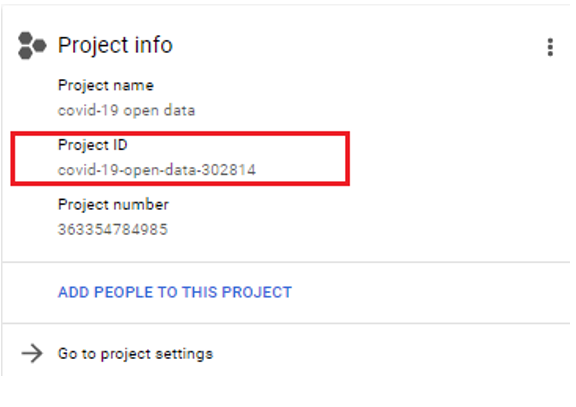 Project info
Project name
covid-19 open data
Project ID
covid-19-open-data-302814
Project number
363354784985
ADD PEOPLE TO THIS PROJECT
Go to project settings